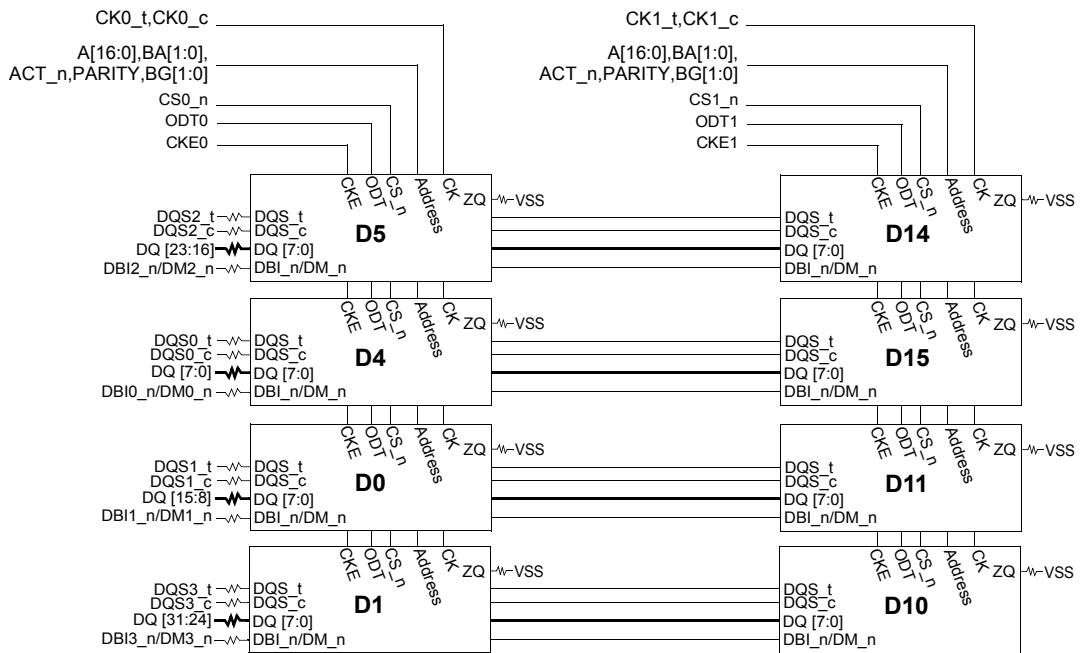 CK0_t,CK0_c
A[16:0],BA[1:0],
ACT_n,PARITY,BG[1:0]
CS0_n
ODT0
CKE0
CK1_t,CK1_c
A[16:0],BA[1:0],
ACT_n,PARITY,BG[1:0]
CS1_n
ODT1
CKE1
CKE
ODT
CS_n
Address
CK
ZQ
VSS
DQS2_t
DQS2_c
DQ [23:16]
DBI2_n/DM2_n
DQS_t
DQS_c
DQ [7:0]
DBI_n/DM_n
D5
CKE
ODT
CS_n
Address
CK
ZQ
VSS
DQS_t
DQS_c
DQ [7:0]
DBI_n/DM_n
D14
CKE
ODT
CS_n
Address
CK
ZQ
VSS
DQS0_t
DQS0_c
DQ [7:0]
DBI0_n/DM0_n
DQS_t
DQS_c
DQ [7:0]
DBI_n/DM_n
D4
CKE
ODT
CS_n
Address
CK
ZQ
VSS
DQS_t
DQS_c
DQ [7:0]
DBI_n/DM_n
D15
CKE
ODT
CS_n
Address
CK
ZQ
VSS
DQS1_t
DQS1_c
DQ [15:8]
DBI1_n/DM1_n
DQS_t
DQS_c
DQ [7:0]
DBI_n/DM_n
D0
CKE
ODT
CS_n
Address
CK
ZQ
VSS
DQS_t
DQS_c
DQ [7:0]
DBI_n/DM_n
D11
CKE
ODT
CS_n
Address
CK
ZQ
VSS
DQS3_t
DQS3_c
DQ [31:24]
DBI3_n/DM3_n
DQS_t
DQS_c
DQ [7:0]
DBI_n/DM_n
D1
CKE
ODT
CS_n
Address
CK
ZQ
VSS
DQS_t
DQS_c
DQ [7:0]
DBI_n/DM_n
D10